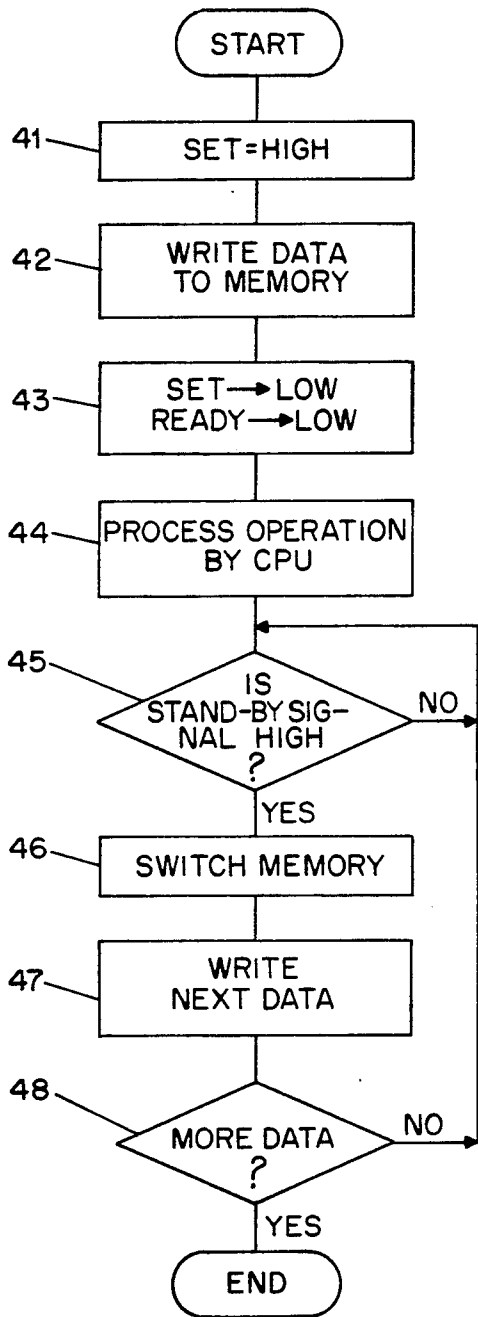 START
41
SET=HIGH
42
WRITE DATA
TO MEMORY
43
SET→LOW
READY→LOW
44
PROCESS OPERATION
BY CPU
45
IS
STAND-BY SIG-
NAL HIGH
?
NO
YES
46
SWITCH MEMORY
47
WRITE
NEXT DATA
48
MORE DATA
?
NO
YES
END